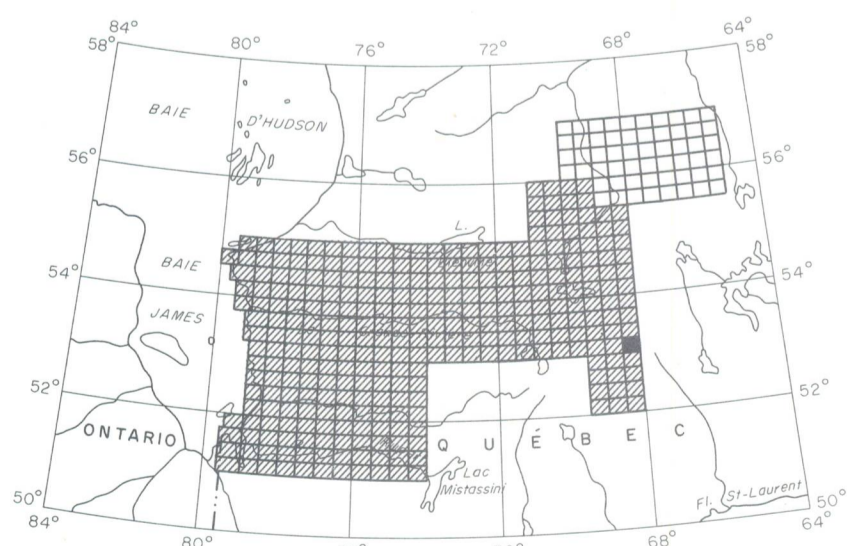 84°
80°
76°
72°
68°
64°
58°
58°
BAIE
D'HUDSON
56°
56°
L.
54°
BAIE
54°
JAMES
52°
52°
ONTARIO
Q U É B E C
Lac
Mistassini
Fl. St-Laurent
50°
50°
84°
80°
68°
64°